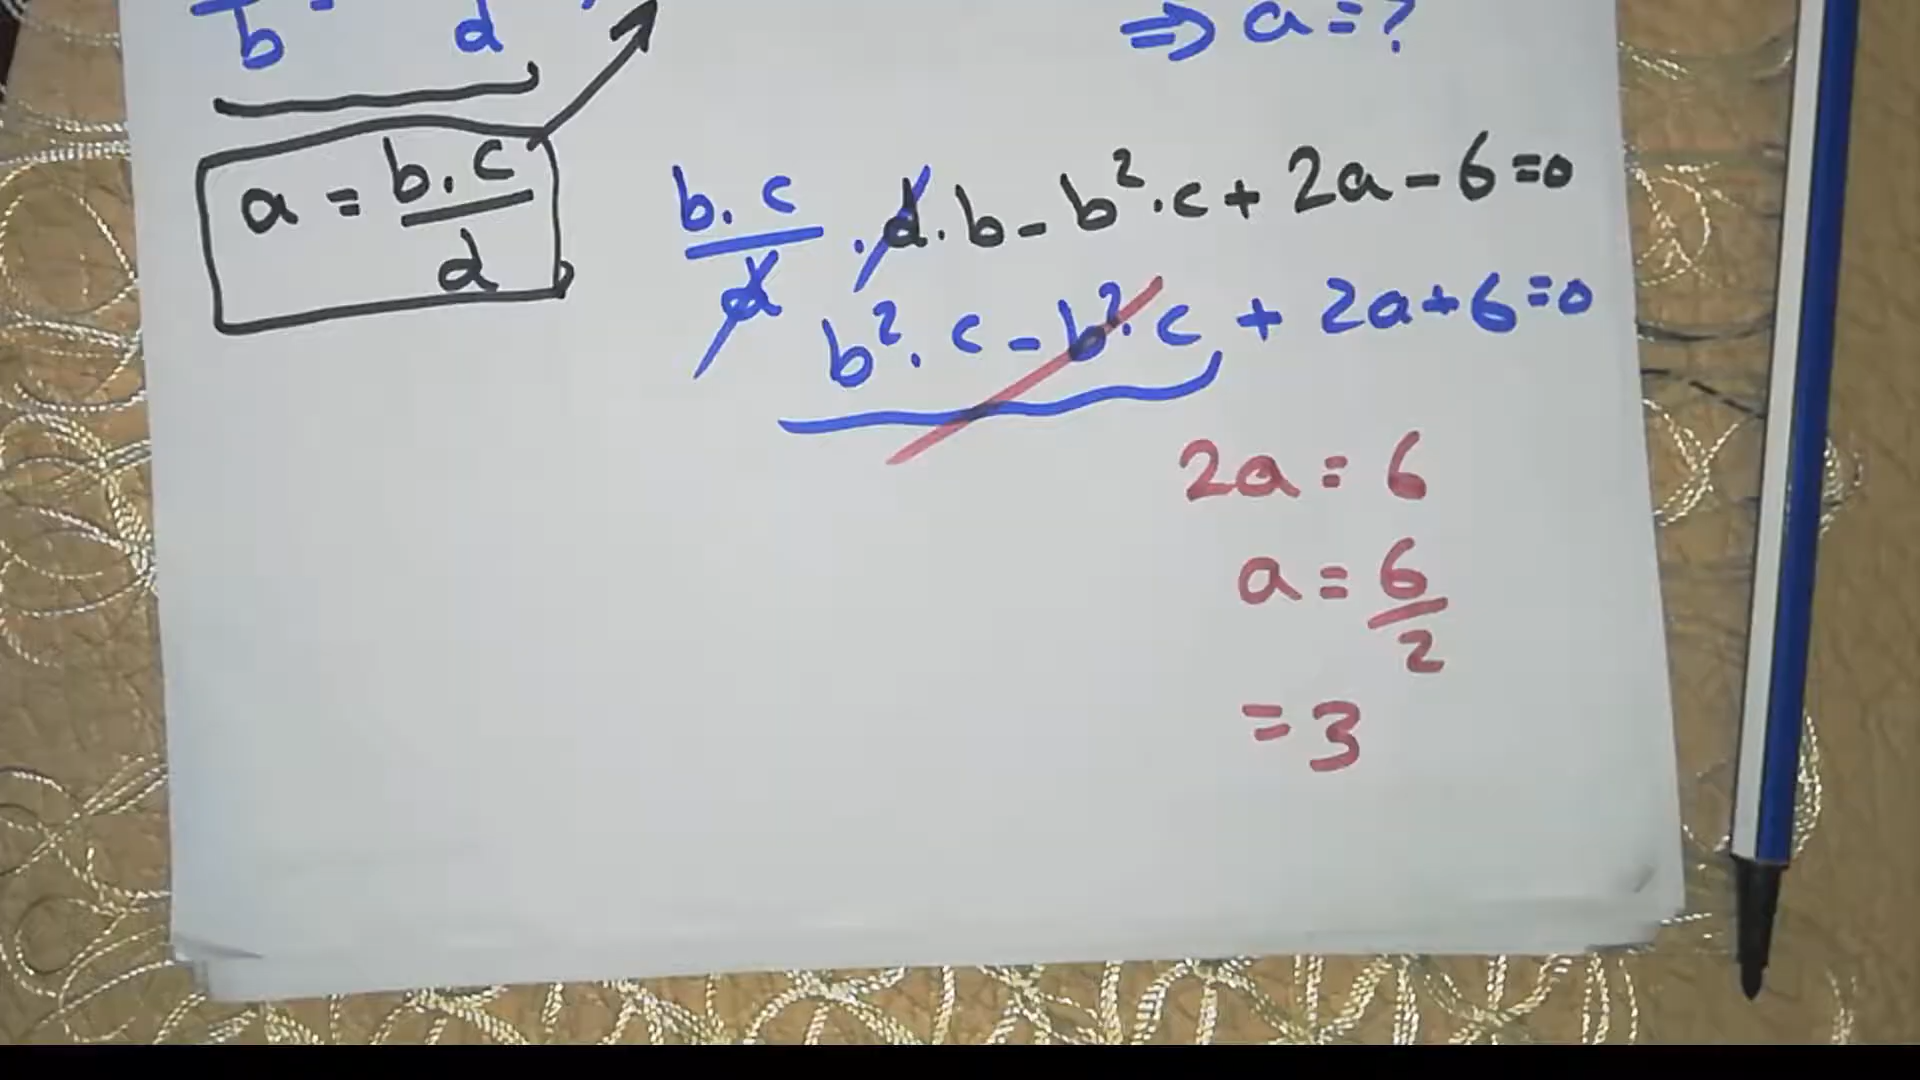 b = d ⇒ a = ?
a = b.c / d
b.c / d . d.b - b².c + 2a - 6 = 0
b².c - b².c + 2a + 6 = 0
2a = 6
a = 6 / 2
= 3